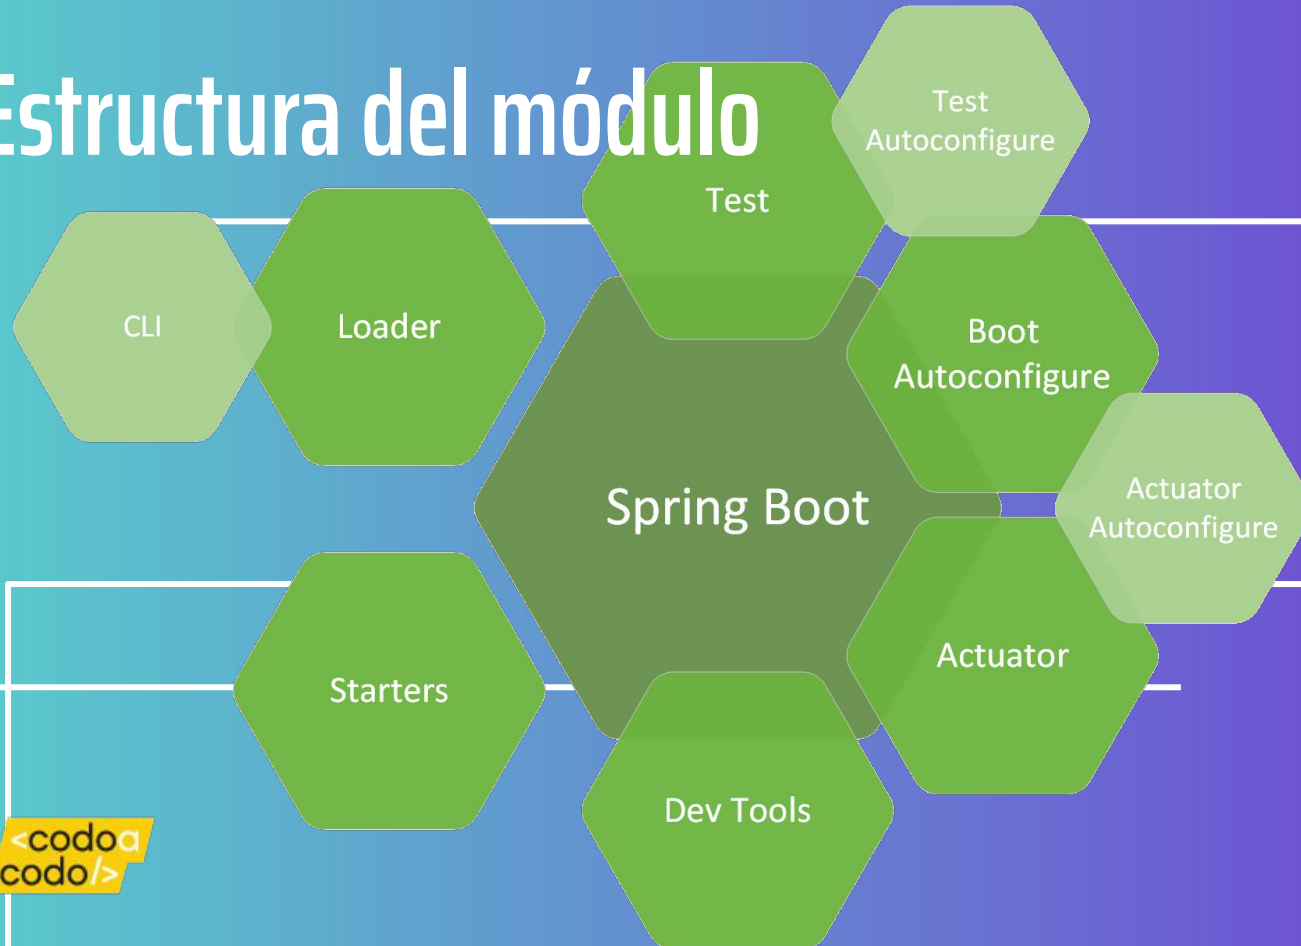 Estructura del módulo
Test
Autoconfigure
Test
CLI
Loader
Boot
Autoconfigure
Spring Boot
Actuator
Autoconfigure
Actuator
Starters
Dev Tools
<codoa
codo/>